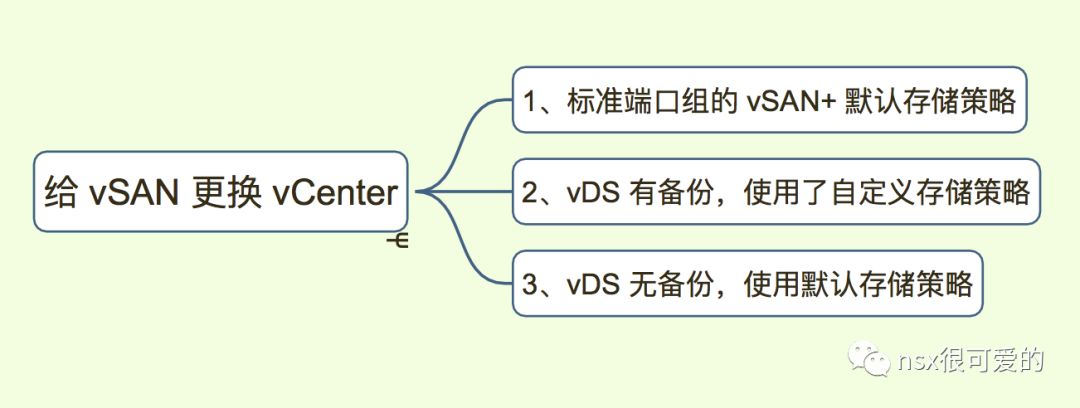 给 vSAN 更换 vCenter
1、标准端口组的 vSAN+ 默认存储策略
2、vDS 有备份，使用了自定义存储策略
3、vDS 无备份，使用默认存储策略
nsx很可爱的